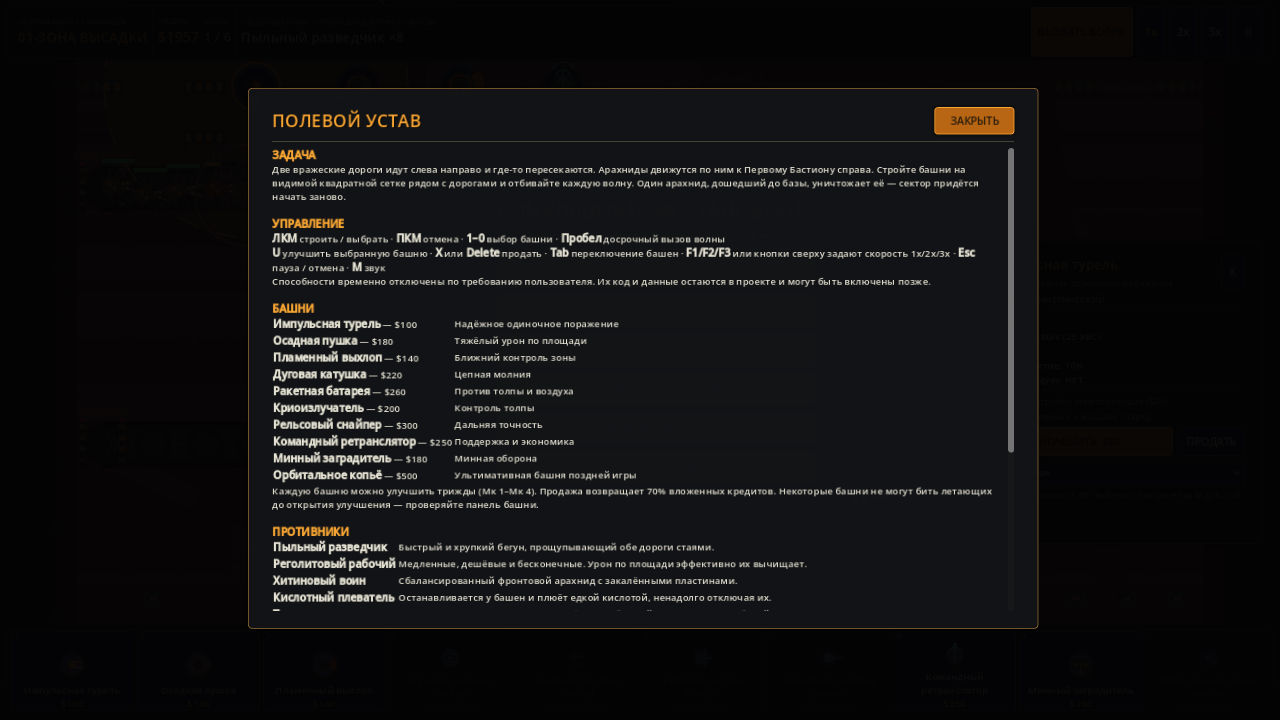 01-ЗОНА ВЫСАДКИ
$1957 1 / 6
Пыльный разведчик ×8
ПОЛЕВОЙ УСТАВ
ЗАКРЫТЬ
ЗАДАЧА
Две вражеские дороги идут слева направо и где-то пересекаются. Арахниды движутся по ним к Первому Бастиону справа. Стройте башни на
видимой квадратной сетке рядом с дорогами и отбивайте каждую волну. Один арахнид, дошедший до базы, уничтожает её — сектор придётся
начать заново.
УПРАВЛЕНИЕ
ЛКМ строить / выбрать · ПКМ отмена · 1–0 выбор башни · Пробел досрочный вызов волны
U улучшить выбранную башню · X или Delete продать · Tab переключение башен · F1/F2/F3 или кнопки сверху задают скорость 1x/2x/3x · Esc
пауза / отмена · M звук
Способности временно отключены по требованию пользователя. Их код и данные остаются в проекте и могут быть включены позже.
БАШНИ
Импульсная турель — $100 Надёжное одиночное поражение
Осадная пушка — $180 Тяжёлый урон по площади
Пламенный выхлоп — $140 Ближний контроль зоны
Дуговая катушка — $220 Цепная молния
Ракетная батарея — $260 Против толпы и воздуха
Криоизлучатель — $200 Контроль толпы
Рельсовый снайпер — $300 Дальняя точность
Командный ретранслятор — $250 Поддержка и экономика
Минный заградитель — $180 Минная оборона
Орбитальное копьё — $500 Ультимативная башня поздней игры
Каждую башню можно улучшить трижды (Мк 1–Мк 4). Продажа возвращает 70% вложенных кредитов. Некоторые башни не могут бить летающих
до открытия улучшения — проверяйте панель башни.
ПРОТИВНИКИ
Пыльный разведчик Быстрый и хрупкий бегун, прощупывающий обе дороги стаями.
Реголитовый рабочий Медленные, дешёвые и бесконечные. Урон по площади эффективно их вычищает.
Хитиновый воин Сбалансированный фронтовой арахнид с закалёнными пластинами.
Кислотный плеватель Останавливается у башен и плюёт едкой кислотой, ненадолго отключая их.
ПРОДАТЬ